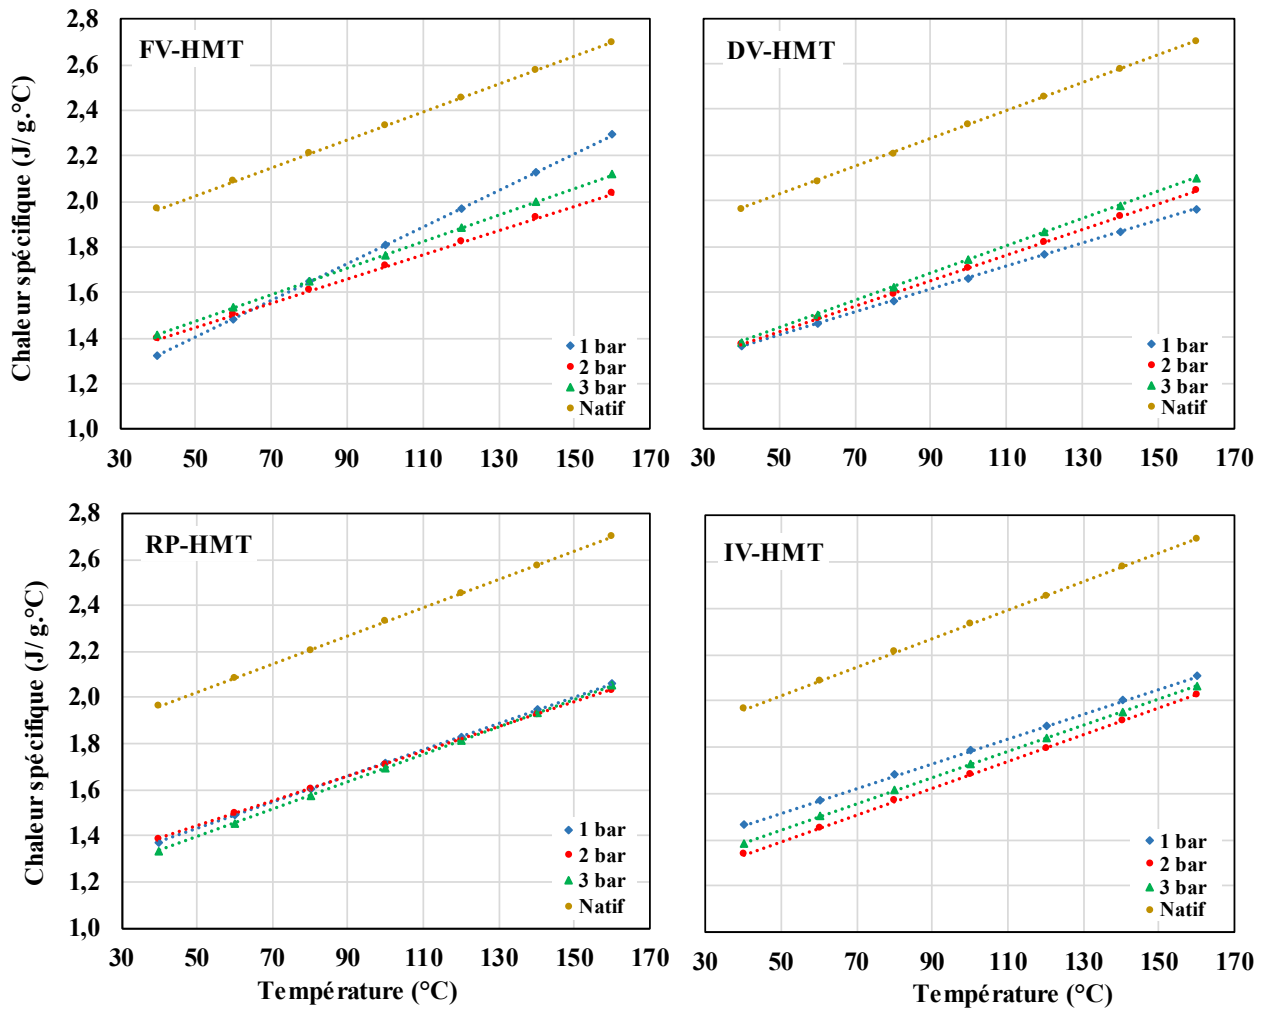 FV-HMT
Chaleur spécifique (J/g.°C)
2,8
2,6
2,4
2,2
2,0
1,8
1,6
1,4
1,2
1,0
30 50 70 90 110 130 150 170
1 bar
2 bar
3 bar
Natif
DV-HMT
30 50 70 90 110 130 150 170
1 bar
2 bar
3 bar
Natif
RP-HMT
Chaleur spécifique (J/g.°C)
2,8
2,6
2,4
2,2
2,0
1,8
1,6
1,4
1,2
1,0
30 50 70 90 110 130 150 170
Température (°C)
1 bar
2 bar
3 bar
Natif
IV-HMT
30 50 70 90 110 130 150 170
Température (°C)
1 bar
2 bar
3 bar
Natif